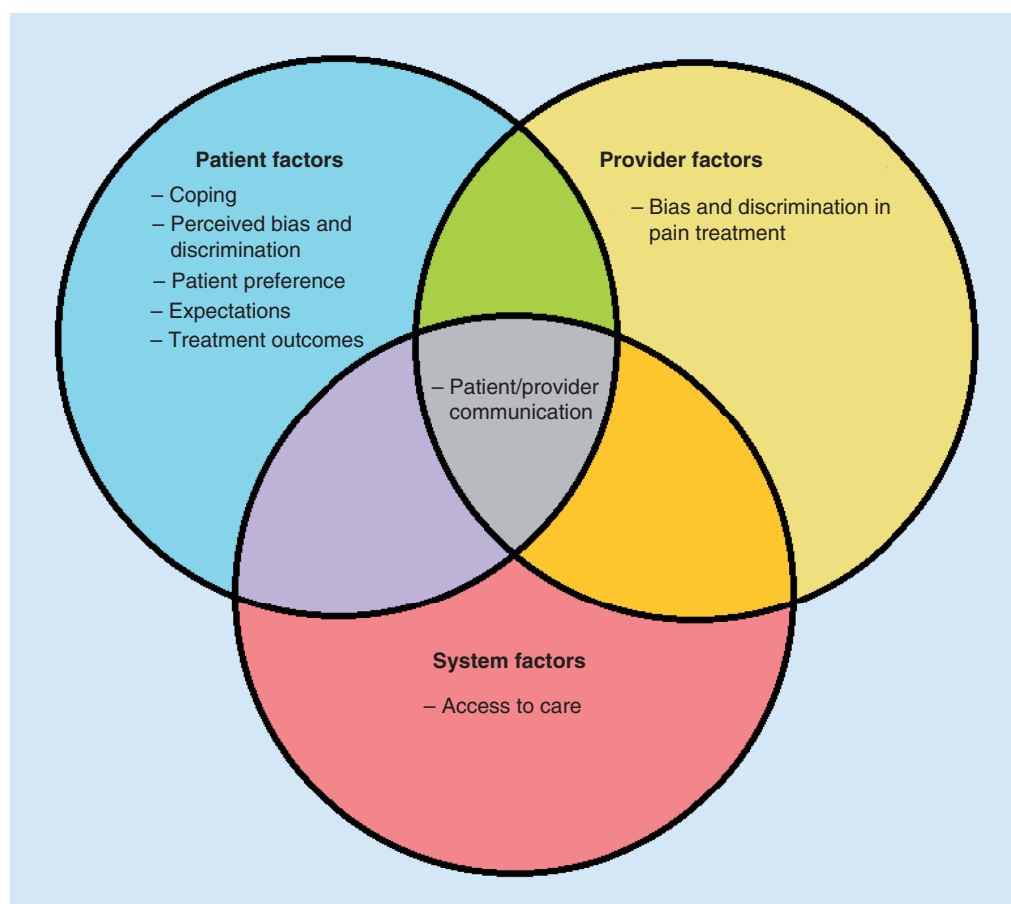 Patient factors
– Coping
– Perceived bias and
discrimination
– Patient preference
– Expectations
– Treatment outcomes
Provider factors
– Bias and discrimination in
pain treatment
– Patient/provider
communication
System factors
– Access to care